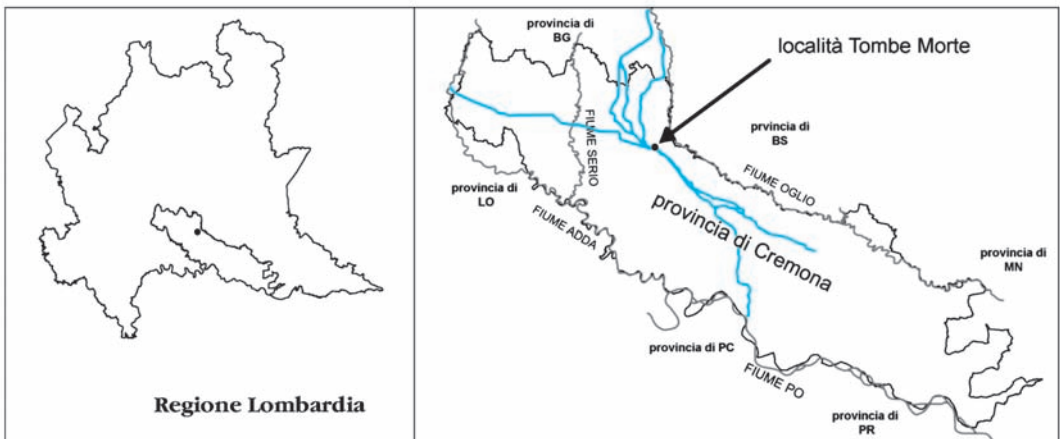 Regione Lombardia
provincia di
BG
località Tombe Morte
prvincia di
BS
FIUME SERIO
FIUME OGLIO
provincia di
LO
FIUME ADDA
provincia di Cremona
provincia di
MN
provincia di PC
FIUME PO
provincia di
PR